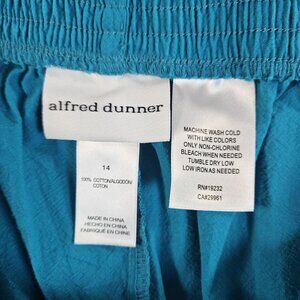 alfred dunner
14
100% COTTON/ALGODÓN/
COTON
MADE IN CHINA
HECHO EN CHINA
FABRIQUÉ EN CHINE
MACHINE WASH COLD
WITH LIKE COLORS
ONLY NON-CHLORINE
BLEACH WHEN NEEDED
TUMBLE DRY LOW
LOW IRON AS NEEDED
RN#19232
CA#29961